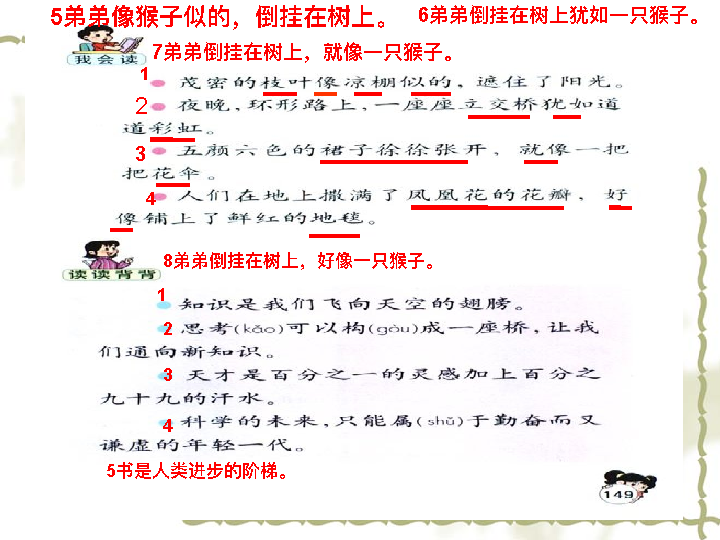 5弟弟像猴子似的，倒挂在树上。 6弟弟倒挂在树上犹如一只猴子。
7弟弟倒挂在树上，就像一只猴子。
我会读
1 茂密的枝叶像凉棚似的，遮住了阳光。
2 夜晚，环形路上，一座座立交桥犹如道
道彩虹。
3 五颜六色的裙子徐徐张开，就像一把
把花伞。
4 人们在地上撒满了凤凰花的花瓣，好
像铺上了鲜红的地毯。
8弟弟倒挂在树上，好像一只猴子。
读读背背
1 知识是我们飞向天空的翅膀。
2 思考(kǎo)可以构(gòu)成一座桥，让我
们通向新知识。
3 天才是百分之一的灵感加上百分之
九十九的汗水。
4 科学的未来，只能属(shǔ)于勤奋而又
谦虚的年轻一代。
5书是人类进步的阶梯。
149